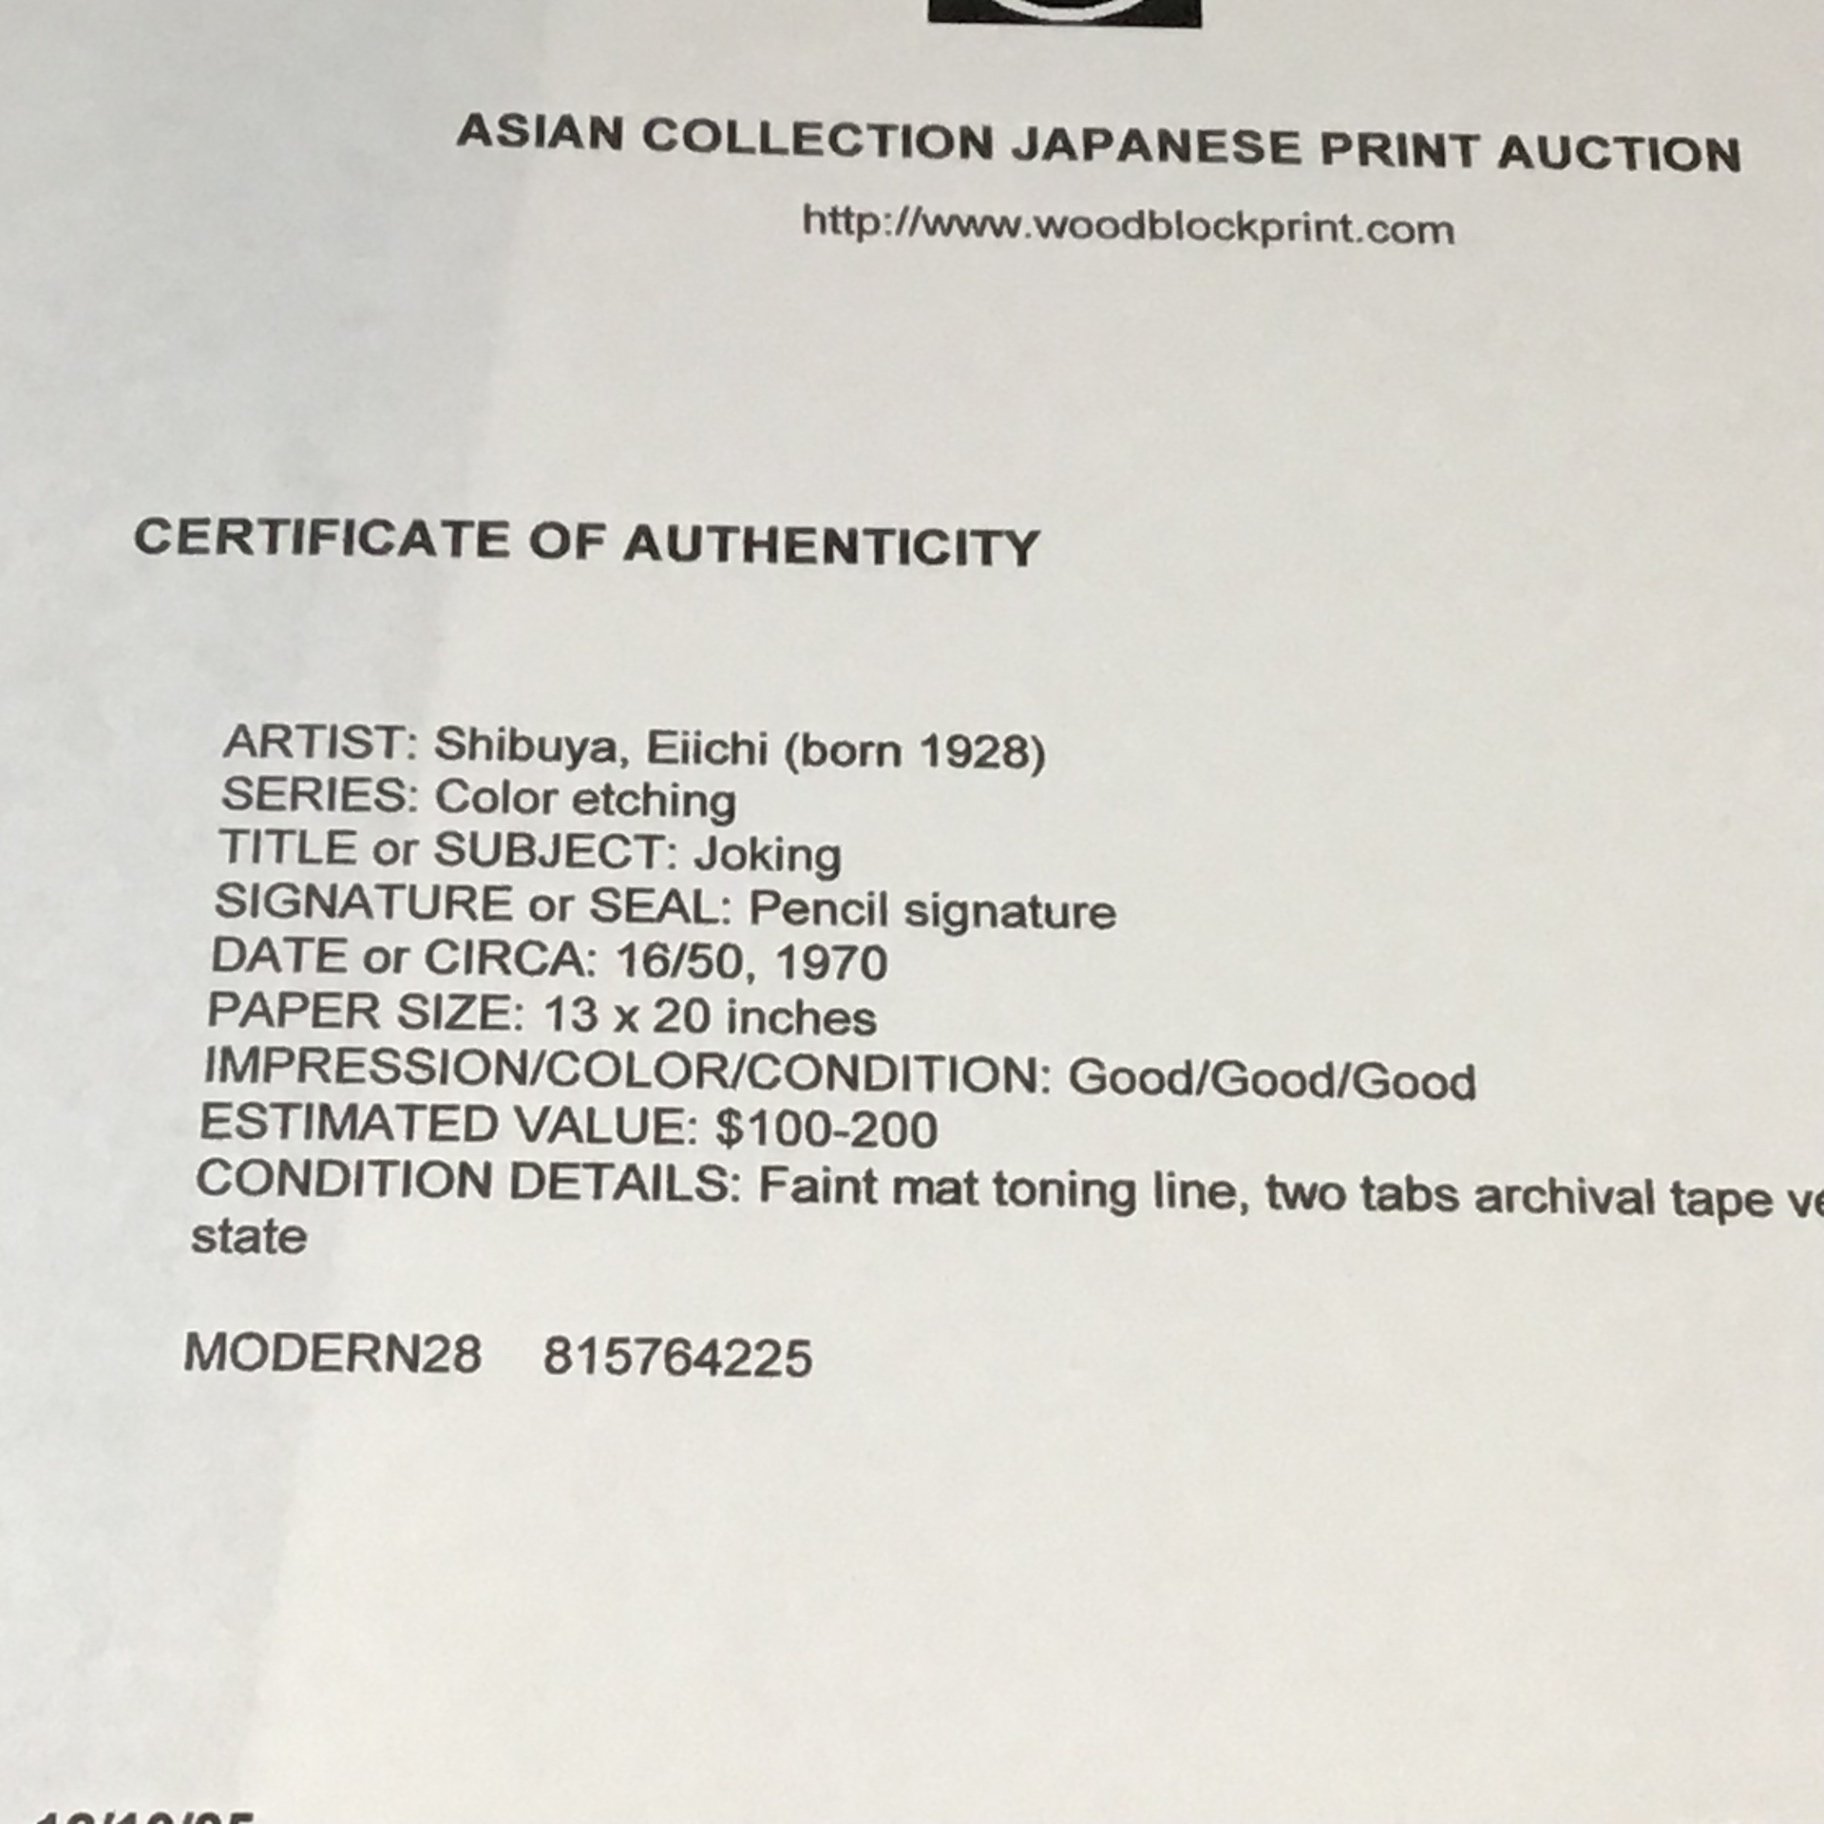 ASIAN COLLECTION JAPANESE PRINT AUCTION
http://www.woodblockprint.com
CERTIFICATE OF AUTHENTICITY
ARTIST: Shibuya, Eiichi (born 1928)
SERIES: Color etching
TITLE or SUBJECT: Joking
SIGNATURE or SEAL: Pencil signature
DATE or CIRCA: 16/50, 1970
PAPER SIZE: 13 x 20 inches
IMPRESSION/COLOR/CONDITION: Good/Good/Good
ESTIMATED VALUE: $100-200
CONDITION DETAILS: Faint mat toning line, two tabs archival tape
state
MODERN28 815764225